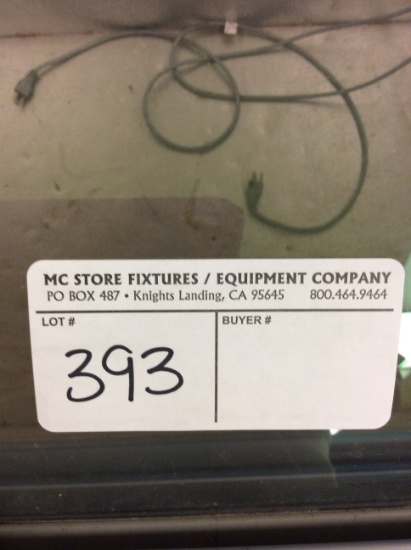 MC STORE FIXTURES / EQUIPMENT COMPANY
PO BOX 487 • Knights Landing, CA 95645 800.464.9464
LOT # BUYER #
393